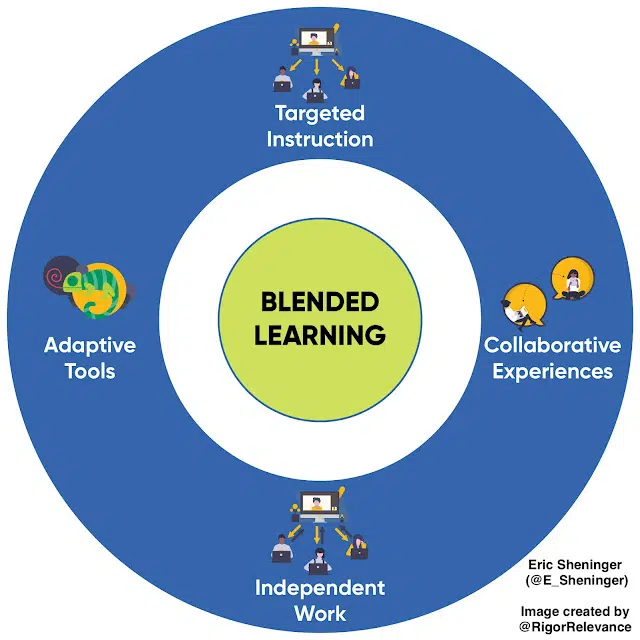 Targeted
Instruction
BLENDED
LEARNING
Adaptive
Tools
Collaborative
Experiences
Independent
Work
Eric Sheninger
(@E_Sheninger)
Image created by
@RigorRelevance